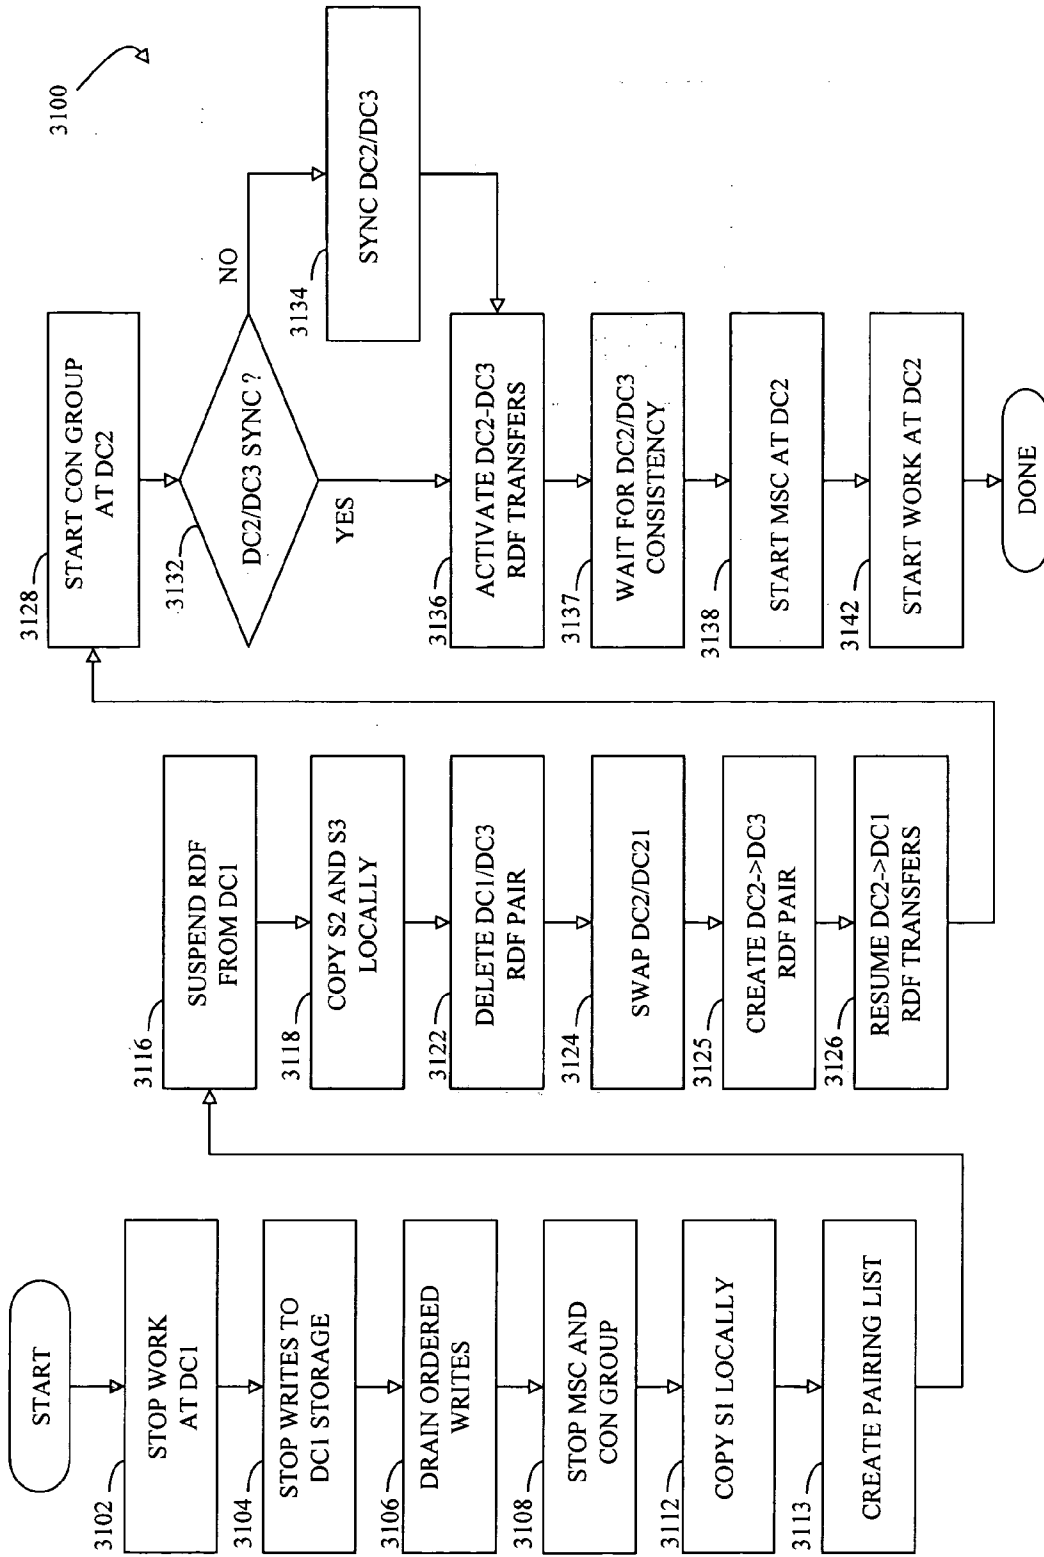 3100
START
3102
STOP WORK
AT DC1
3104
STOP WRITES TO
DC1 STORAGE
3106
DRAIN ORDERED
WRITES
3108
STOP MSC AND
CON GROUP
3112
COPY S1 LOCALLY
3113
CREATE PAIRING LIST
3116
SUSPEND RDF
FROM DC1
3118
COPY S2 AND S3
LOCALLY
3122
DELETE DC1/DC3
RDF PAIR
3124
SWAP DC2/DC21
3125
CREATE DC2->DC3
RDF PAIR
3126
RESUME DC2->DC1
RDF TRANSFERS
3128
START CON GROUP
AT DC2
3132
DC2/DC3 SYNC ?
NO
YES
3134
SYNC DC2/DC3
3136
ACTIVATE DC2-DC3
RDF TRANSFERS
3137
WAIT FOR DC2/DC3
CONSISTENCY
3138
START MSC AT DC2
3142
START WORK AT DC2
DONE